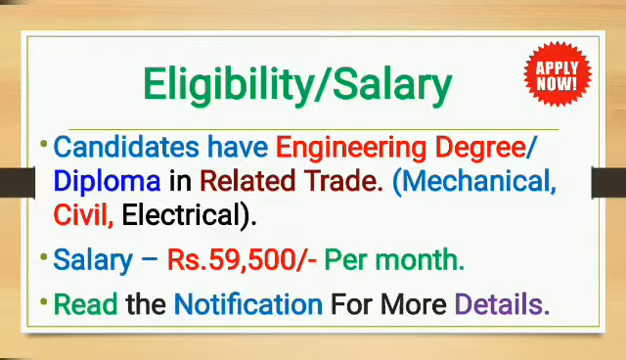 Eligibility/Salary
APPLY
NOW!
• Candidates have Engineering Degree/
Diploma in Related Trade. (Mechanical,
Civil, Electrical).
• Salary – Rs.59,500/- Per month.
• Read the Notification For More Details.